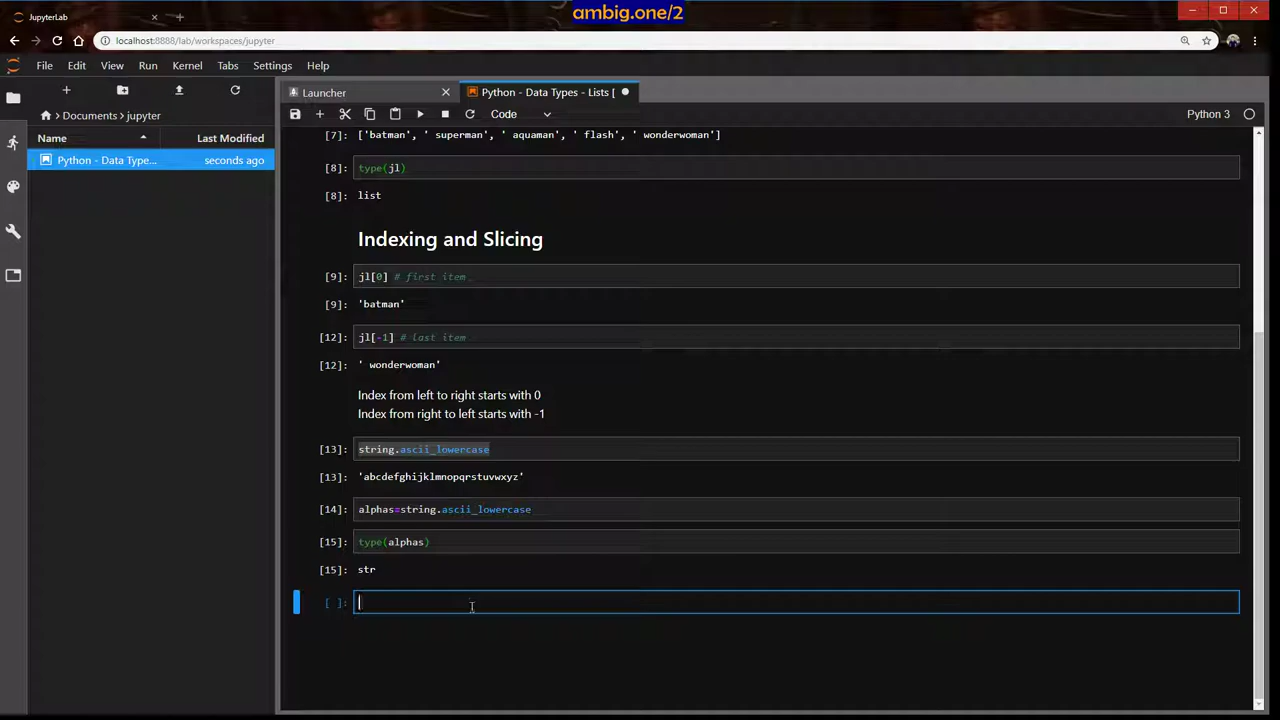 JupyterLab
ambig.one/2
localhost:8888/lab/workspaces/jupyter
File Edit View Run Kernel Tabs Settings Help
Launcher
Python - Data Types - Lists [
Documents > jupyter
Code
Python 3
Name Last Modified
Python - Data Type... seconds ago
[7]: ['batman', ' superman', ' aquaman', ' flash', ' wonderwoman']
[8]: type(jl)
[8]: list
Indexing and Slicing
[9]: jl[0] # first item
[9]: 'batman'
[12]: jl[-1] # last item
[12]: ' wonderwoman'
Index from left to right starts with 0
Index from right to left starts with -1
[13]: string.ascii_lowercase
[13]: 'abcdefghijklmnopqrstuvwxyz'
[14]: alphas=string.ascii_lowercase
[15]: type(alphas)
[15]: str
[ ]: